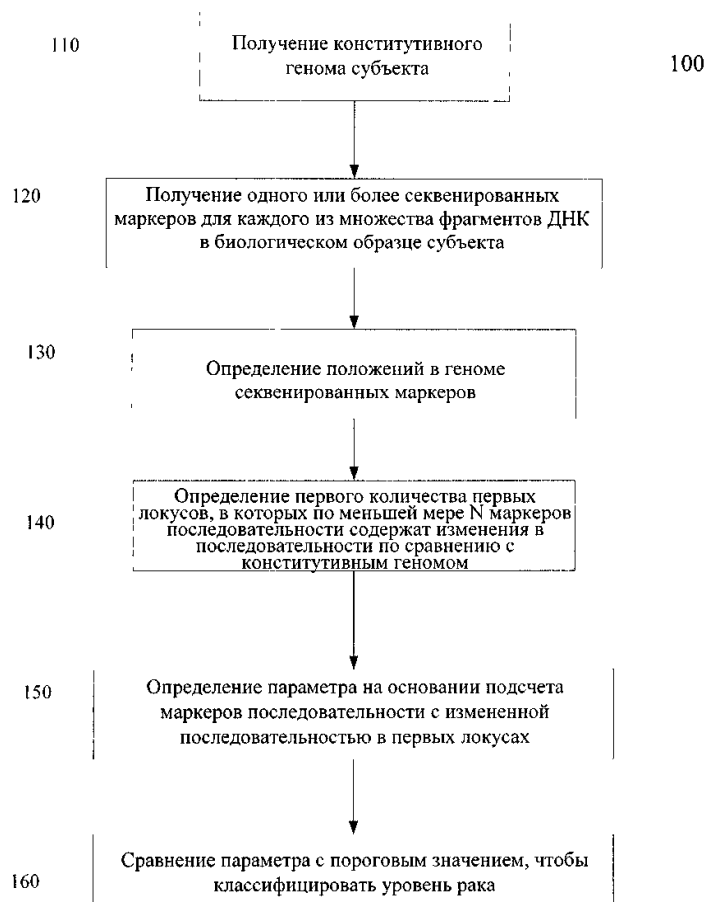 110
Получение конститутивного
генома субъекта
100
120
Получение одного или более секвенированных
маркеров для каждого из множества фрагментов ДНК
в биологическом образце субъекта
130
Определение положений в геноме
секвенированных маркеров
140
Определение первого количества первых
локусов, в которых по меньшей мере N маркеров
последовательности содержат изменения в
последовательности по сравнению с
конститутивным геномом
150
Определение параметра на основании подсчета
маркеров последовательности с измененной
последовательностью в первых локусах
160
Сравнение параметра с пороговым значением, чтобы
классифицировать уровень рака